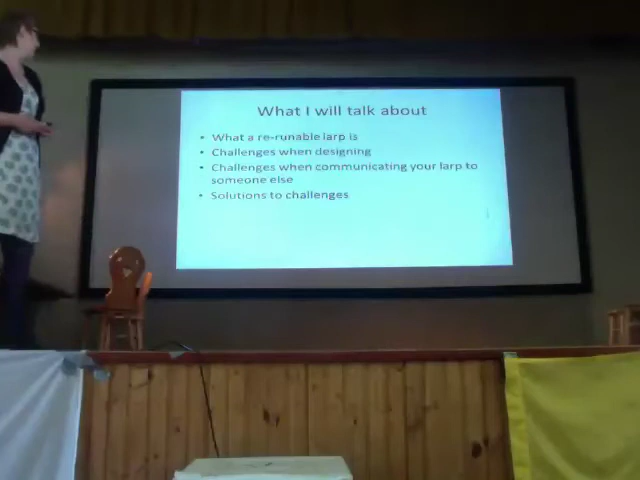 What I will talk about
• What a re-runable larp is
• Challenges when designing
• Challenges when communicating your larp to
someone else
• Solutions to challenges